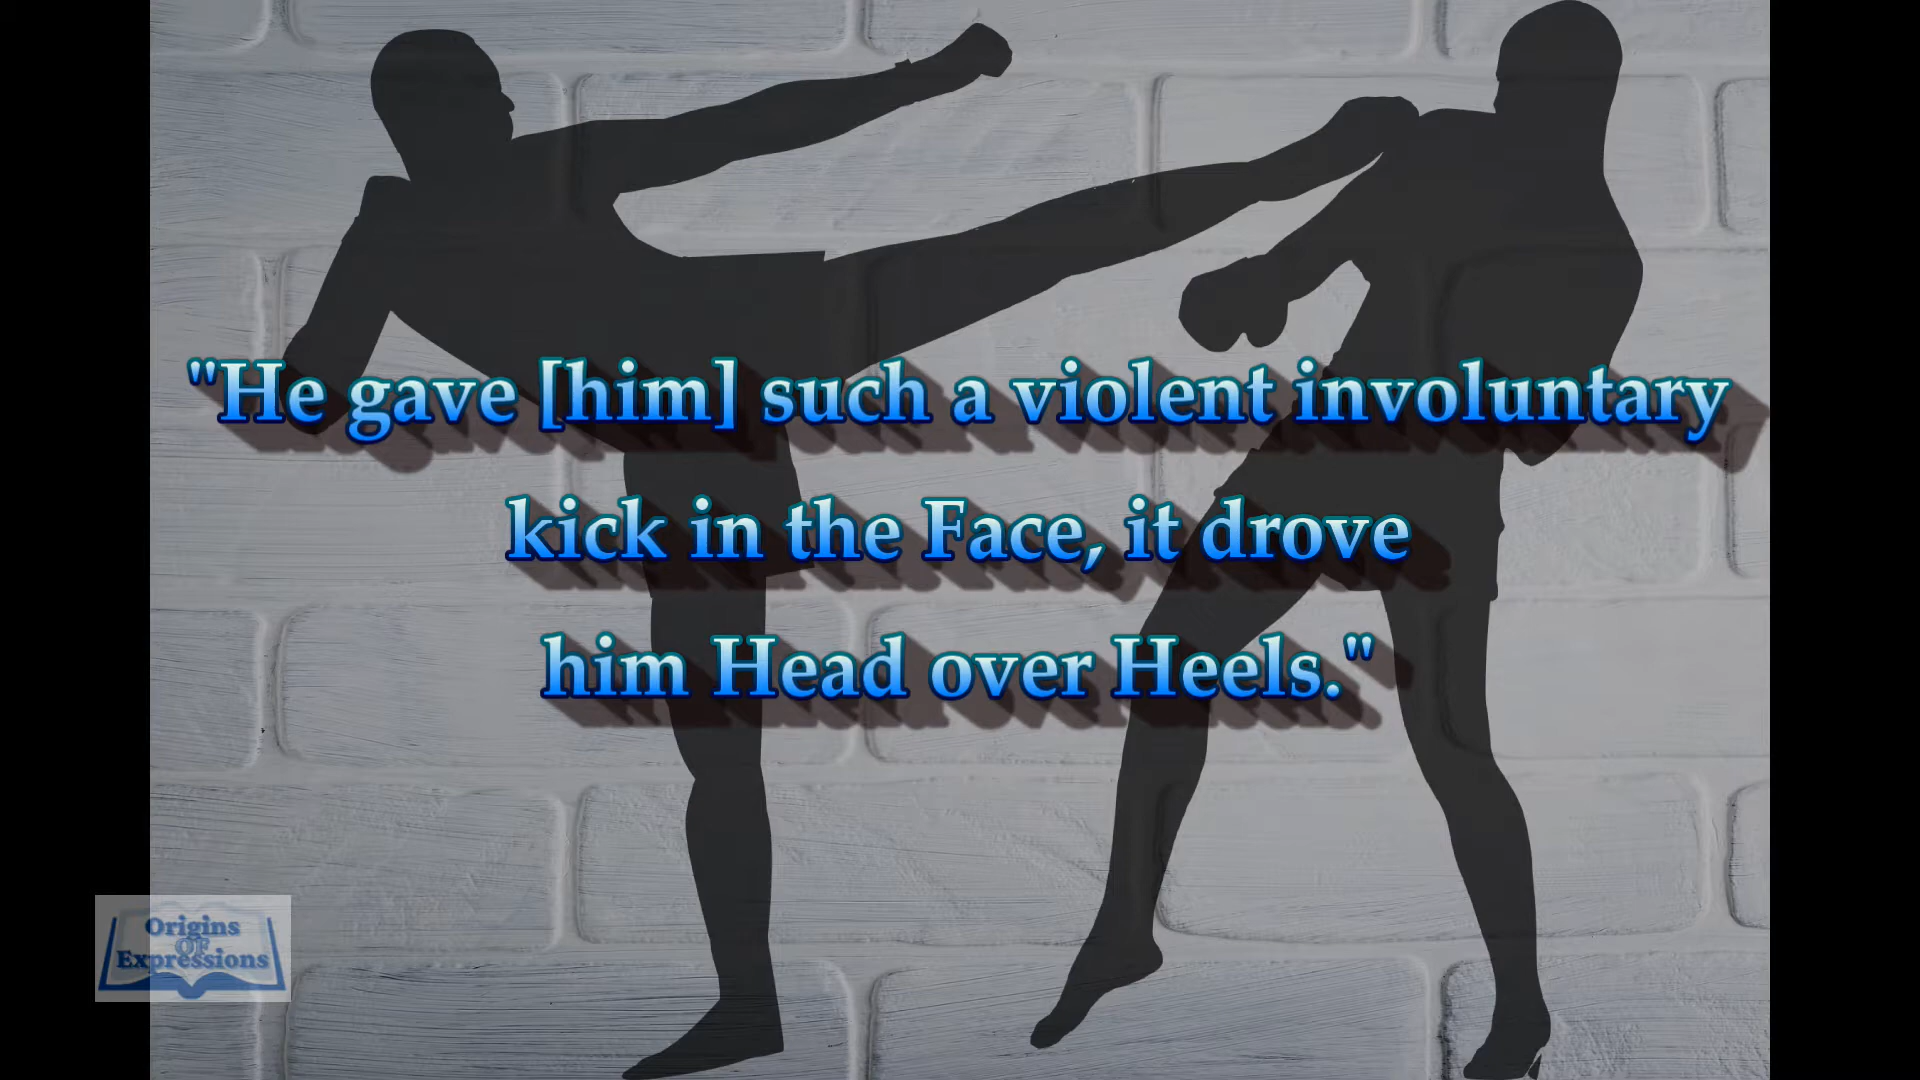 "He gave [him] such a violent involuntary
kick in the Face, it drove
him Head over Heels."
Origins
OF
Expressions